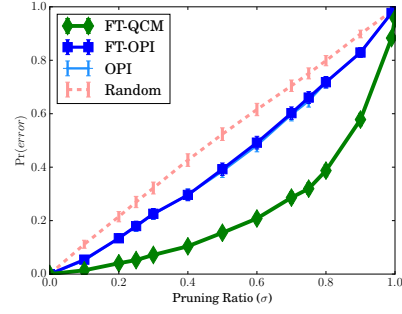 1.0
0.8
0.6
0.4
0.2
0.0
Pr(error)
FT-QCM
FT-OPI
OPI
Random
0.0 0.2 0.4 0.6 0.8 1.0
Pruning Ratio (σ)